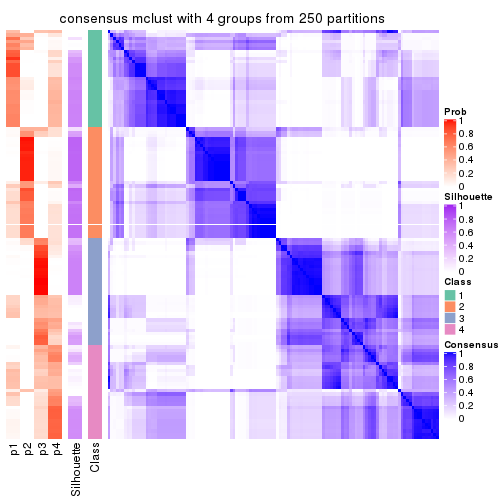 consensus mclust with 4 groups from 250 partitions
Prob
1
0.8
0.6
0.4
0.2
0
Silhouette
1
0.8
0.6
0.4
0.2
0
Class
1
2
3
4
Consensus
1
0.8
0.6
0.4
0.2
0
p1
p2
p3
p4
Silhouette
Class